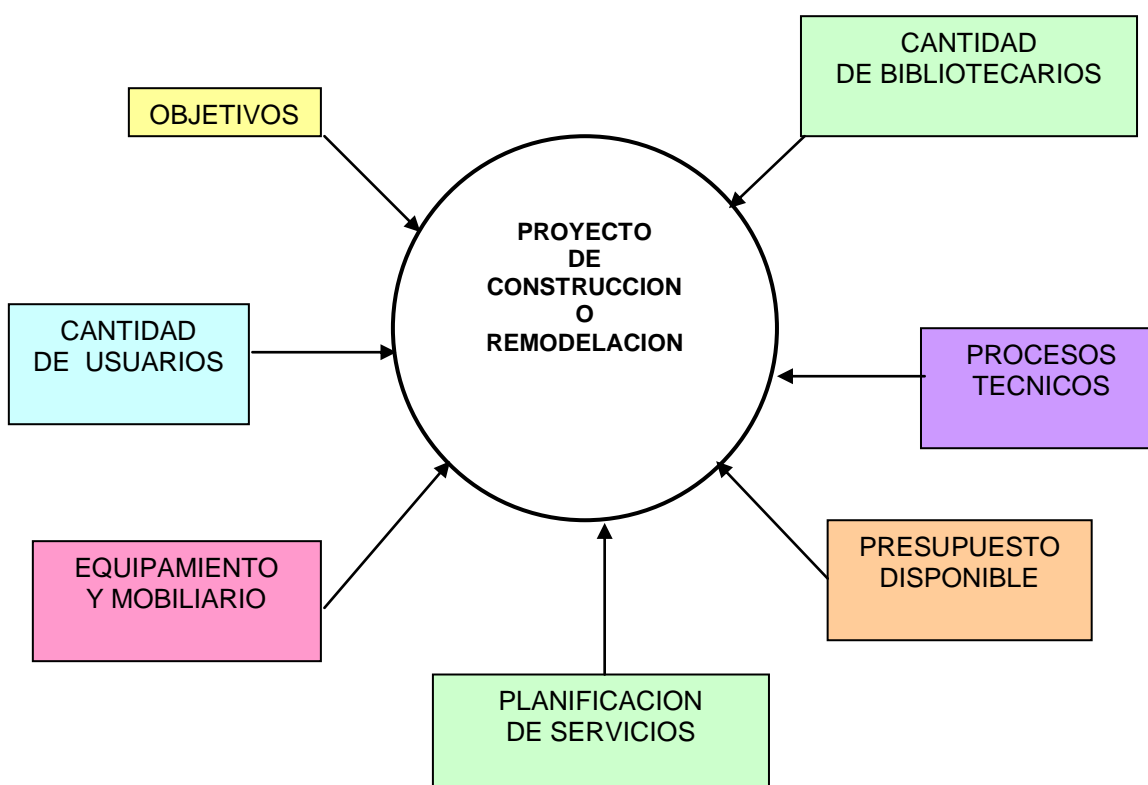 CANTIDAD
DE BIBLIOTECARIOS
OBJETIVOS
PROYECTO
DE
CONSTRUCCION
O
REMODELACION
CANTIDAD
DE USUARIOS
PROCESOS
TECNICOS
EQUIPAMIENTO
Y MOBILIARIO
PRESUPUESTO
DISPONIBLE
PLANIFICACION
DE SERVICIOS